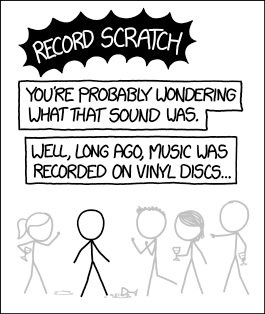 RECORD SCRATCH
YOU'RE PROBABLY WONDERING
WHAT THAT SOUND WAS.
WELL, LONG AGO, MUSIC WAS
RECORDED ON VINYL DISCS...